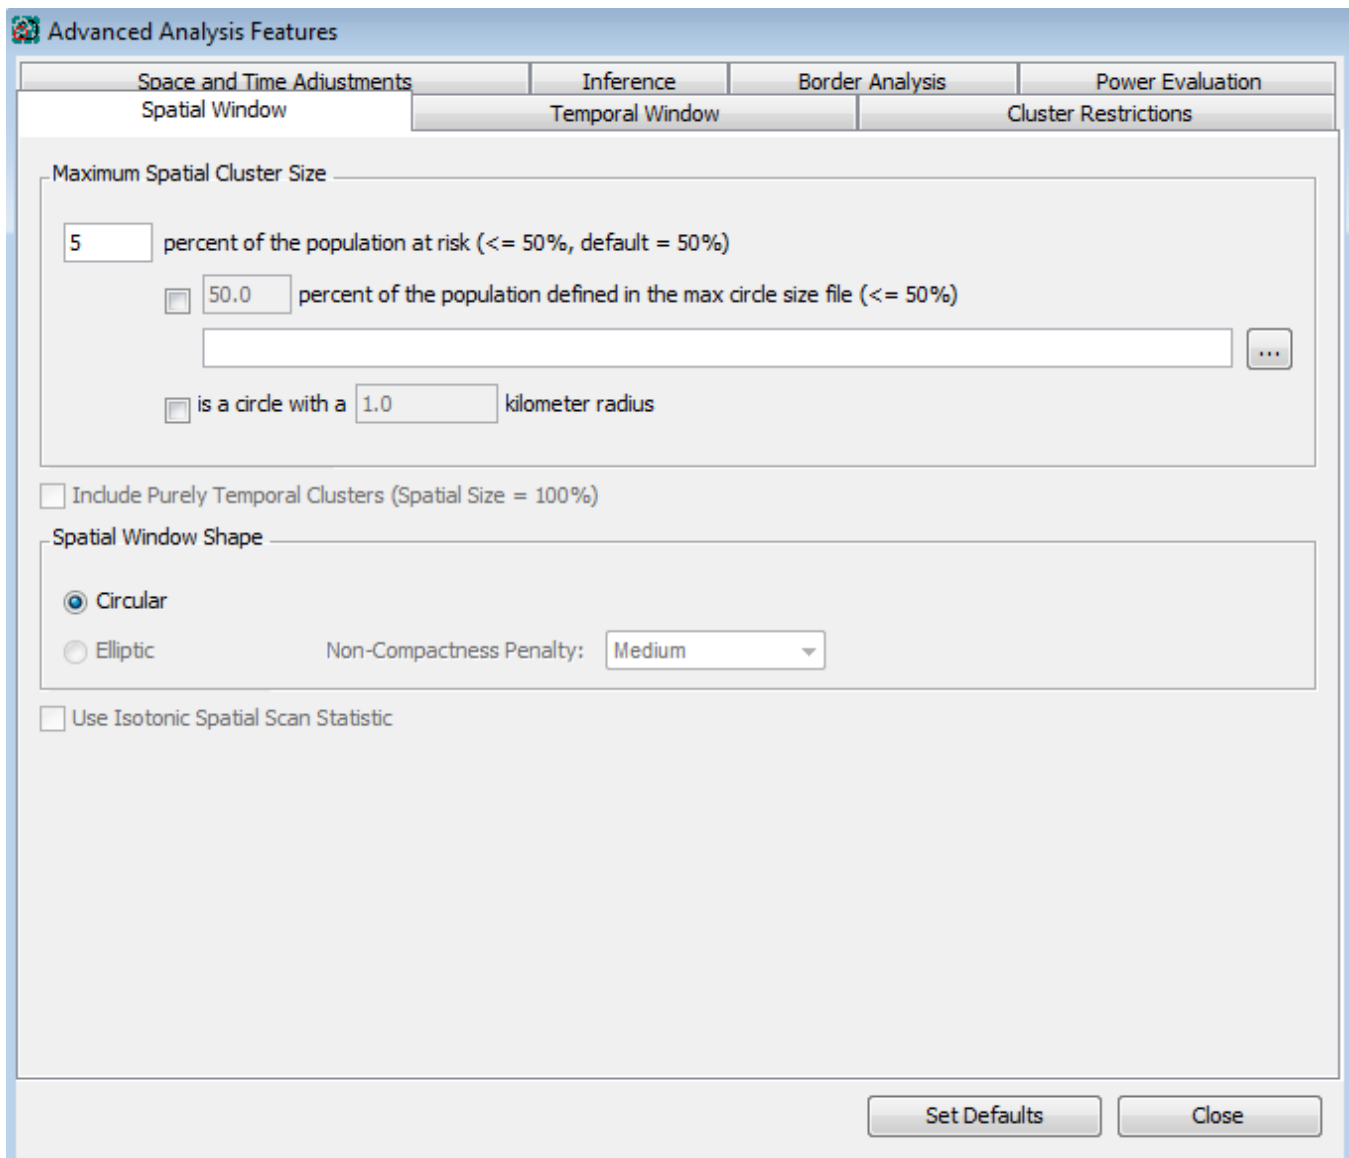 Advanced Analysis Features
Space and Time Adjustments Inference Border Analysis Power Evaluation
Spatial Window Temporal Window Cluster Restrictions
Maximum Spatial Cluster Size
5 percent of the population at risk (<= 50%, default = 50%)
50.0 percent of the population defined in the max circle size file (<= 50%)
...
is a circle with a 1.0 kilometer radius
Include Purely Temporal Clusters (Spatial Size = 100%)
Spatial Window Shape
Circular
Elliptic Non-Compactness Penalty: Medium
Use Isotonic Spatial Scan Statistic
Set Defaults Close